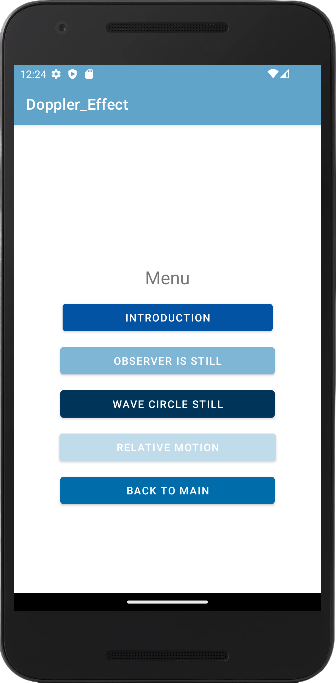 12:24
Doppler_Effect
Menu
INTRODUCTION
OBSERVER IS STILL
WAVE CIRCLE STILL
RELATIVE MOTION
BACK TO MAIN